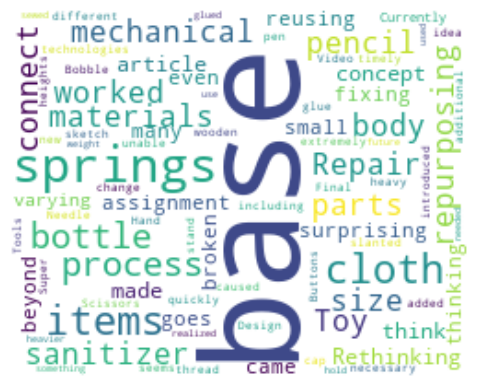 sewed different
glued
reusing
Currently
mechanical
pen
used
idea
technologies
article
pencil
Video
timely
connect
Bobble
even
concept
heights
worked
use
fixing
materials
glue
additional
new
sketch
many
wooden
small
body
weight
unable
extremely
future
springs
base
Repair
repurposing
change
Final
heavy
introduced
varying
assignment
including
parts
Needle
Hand
stand
surprising
needed
Tools
bottle
broken
slanted
process
caused
Buttons
cloth
thinking
beyond
Super
made
quickly
size
added
Scissors
items
goes
Design
Toy
think
heavier
realized
sanitizer
came
cap
Rethinking
something
seems
thread
hold
necessary